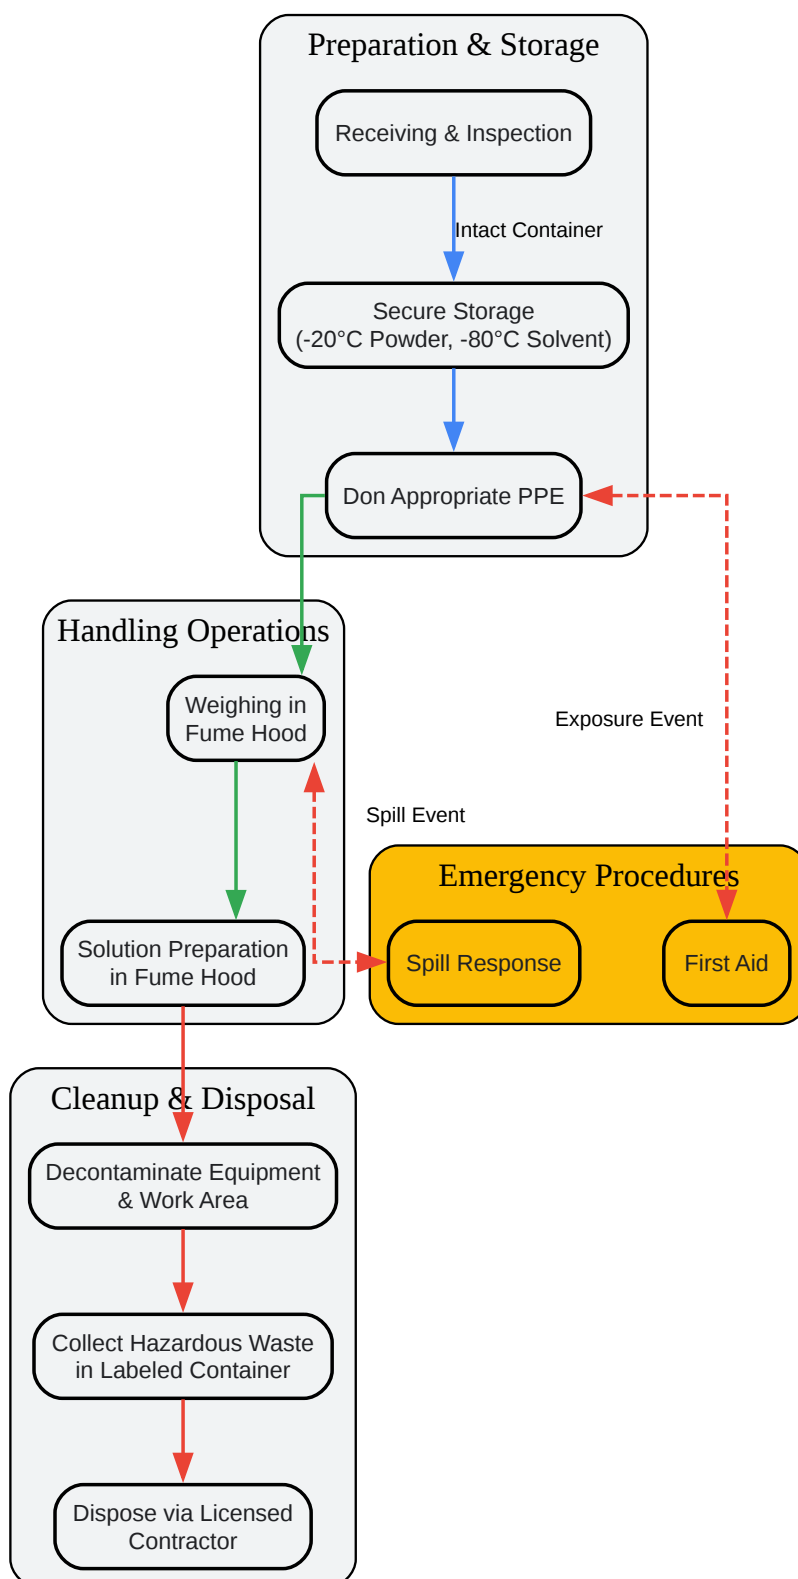 Preparation & Storage
Receiving & Inspection
Intact Container
Secure Storage
(-20°C Powder, -80°C Solvent)
Don Appropriate PPE
Handling Operations
Weighing in
Fume Hood
Exposure Event
Spill Event
Emergency Procedures
Solution Preparation
in Fume Hood
Spill Response
First Aid
Cleanup & Disposal
Decontaminate Equipment
& Work Area
Collect Hazardous Waste
in Labeled Container
Dispose via Licensed
Contractor